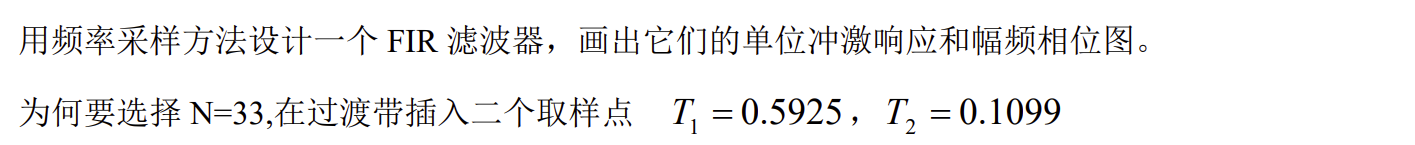 用频率采样方法设计一个 FIR 滤波器，画出它们的单位冲激响应和幅频相位图。
为何要选择 N=33,在过渡带插入二个取样点 T₁ = 0.5925，T₂ = 0.1099